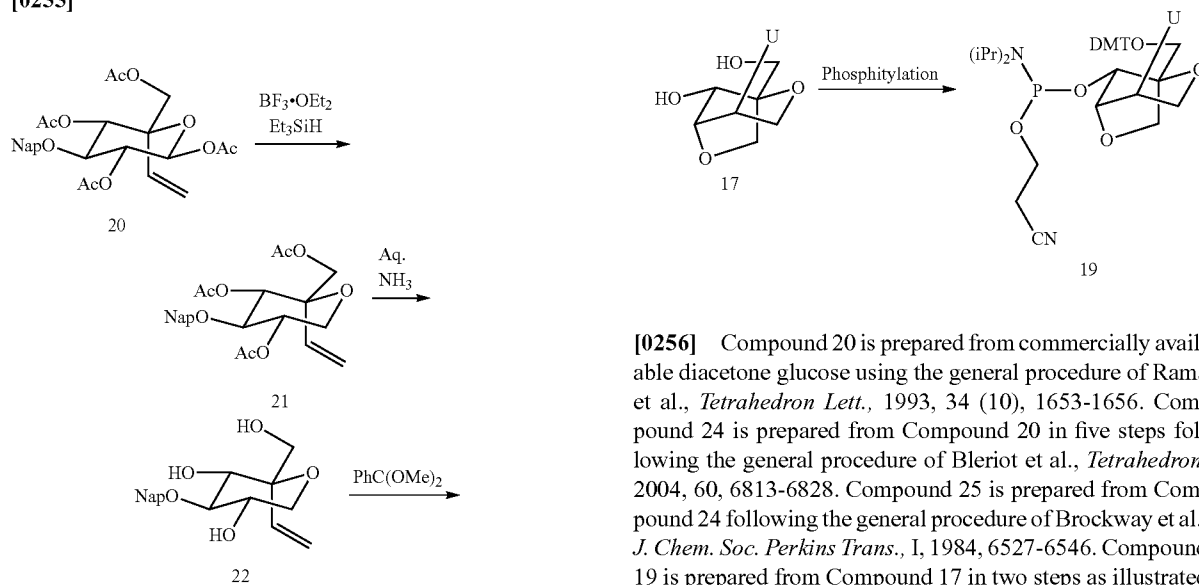 [0255]
AcO
AcO
O
NapO
OAc
AcO
20
BF₃•OEt₂
Et₃SiH
AcO
AcO
O
NapO
AcO
21
Aq.
NH₃
HO
HO
O
NapO
HO
22
PhC(OMe)₂
U
HO
HO
O
O
17
Phosphitylation
U
(iPr)₂N
DMTO
O
P
O
O
O
CN
19
[0256] Compound 20 is prepared from commercially avail-
able diacetone glucose using the general procedure of Rama
et al., Tetrahedron Lett., 1993, 34 (10), 1653-1656. Com-
pound 24 is prepared from Compound 20 in five steps fol-
lowing the general procedure of Bleriot et al., Tetrahedron
2004, 60, 6813-6828. Compound 25 is prepared from Com-
pound 24 following the general procedure of Brockway et al.
J. Chem. Soc. Perkins Trans., I, 1984, 6527-6546. Compound
19 is prepared from Compound 17 in two steps as illustrated